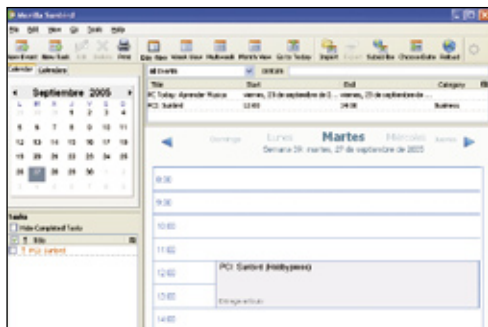 Mozilla Sunbird
File Edit View Go Tools Help
New Event New Task Edit Delete Print Day View Week View Multiweek Month View Go to Today Import Export Subscribe Reload
Calendar Calendars
All Events contain
Septiembre 2005
L M M J V S D
1 2 3 4
5 6 7 8 9 10 11
12 13 14 15 16 17 18
19 20 21 22 23 24 25
26 27 28 29 30
Title Start End Category
PC Today: Aprender Macos viernes, 23 de septiembre de 2... viernes, 23 de septiembre de ...
PCI: Sunbird 12:00 14:00 Business
Domingo Lunes Martes Miércoles Jueves
Semana 39: martes, 27 de septiembre de 2005
8:00
9:00
10:00
11:00
12:00 PCI: Sunbird (Hobbypress)
13:00 Entrega artículo
14:00
Tasks
Hide Completed Tasks
! Title
PCI: Sunbird